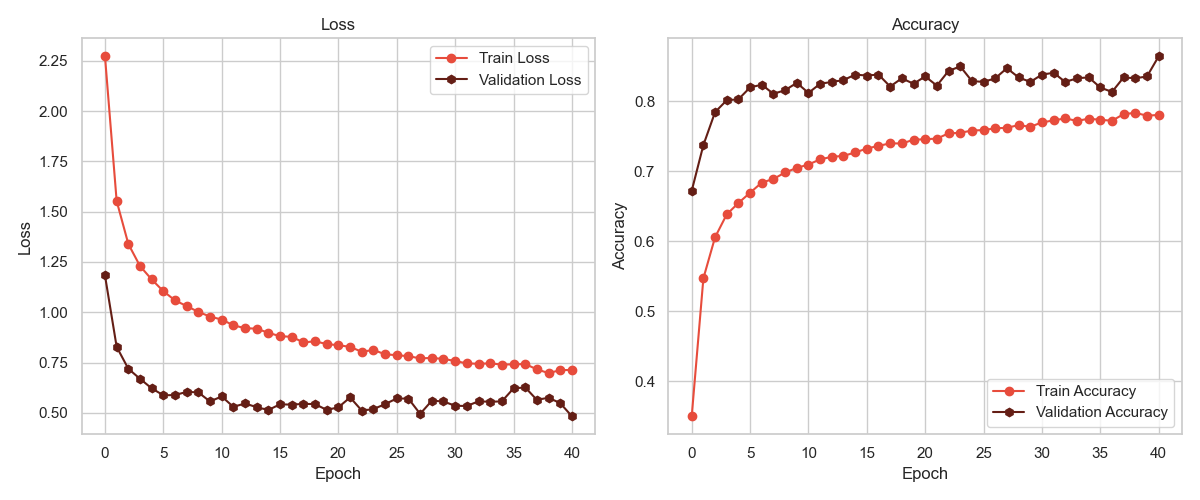 Loss
Train Loss
Validation Loss
2.25
2.00
1.75
1.50
1.25
1.00
0.75
0.50
Loss
0 5 10 15 20 25 30 35 40
Epoch
Accuracy
0.8
0.7
0.6
0.5
0.4
Accuracy
Train Accuracy
Validation Accuracy
0 5 10 15 20 25 30 35 40
Epoch